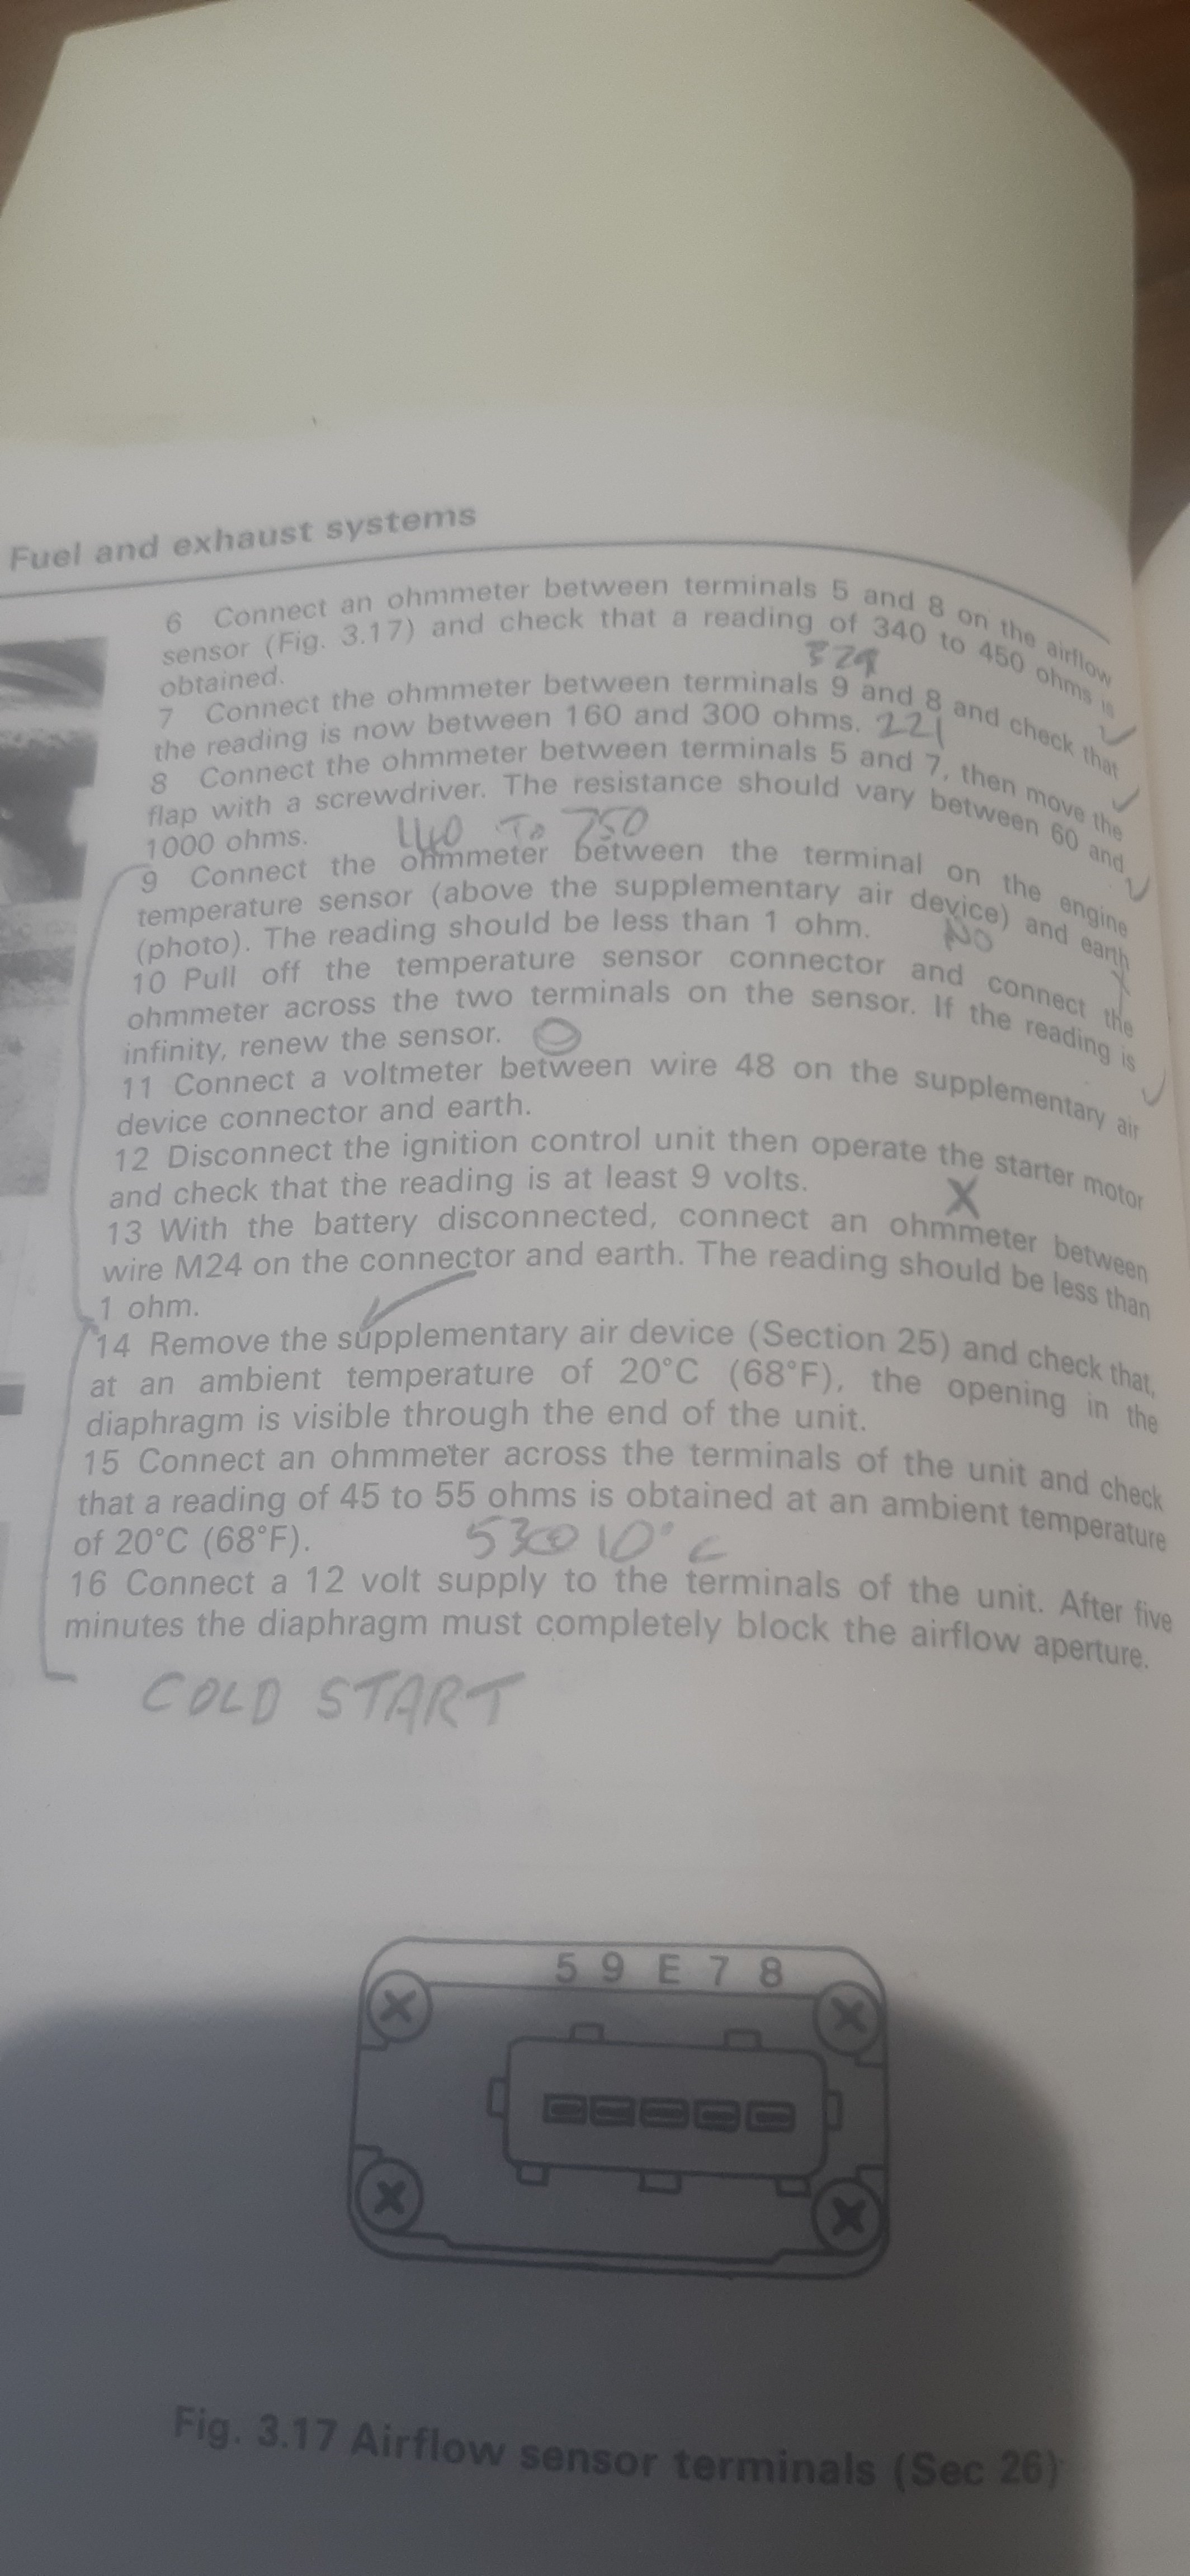 Fuel and exhaust systems
6 Connect an ohmmeter between terminals 5 and 8 on the airflow
sensor (Fig. 3.17) and check that a reading of 340 to 450 ohms is
obtained.
329
7 Connect the ohmmeter between terminals 9 and 8 and check that
the reading is now between 160 and 300 ohms. 221
8 Connect the ohmmeter between terminals 5 and 7, then move the
flap with a screwdriver. The resistance should vary between 60 and
1000 ohms. 140 TO 750
9 Connect the ohmmeter between the terminal on the engine
temperature sensor (above the supplementary air device) and earth
(photo). The reading should be less than 1 ohm. NO
10 Pull off the temperature sensor connector and connect the
ohmmeter across the two terminals on the sensor. If the reading is
infinity, renew the sensor.
11 Connect a voltmeter between wire 48 on the supplementary air
device connector and earth.
12 Disconnect the ignition control unit then operate the starter motor
and check that the reading is at least 9 volts. X
13 With the battery disconnected, connect an ohmmeter between
wire M24 on the connector and earth. The reading should be less than
1 ohm.
14 Remove the supplementary air device (Section 25) and check that,
at an ambient temperature of 20°C (68°F), the opening in the
diaphragm is visible through the end of the unit.
15 Connect an ohmmeter across the terminals of the unit and check
that a reading of 45 to 55 ohms is obtained at an ambient temperature
of 20°C (68°F). 10°C
16 Connect a 12 volt supply to the terminals of the unit. After five
minutes the diaphragm must completely block the airflow aperture.
COLD START
5 9 E 7 8
Fig. 3.17 Airflow sensor terminals (Sec 26)